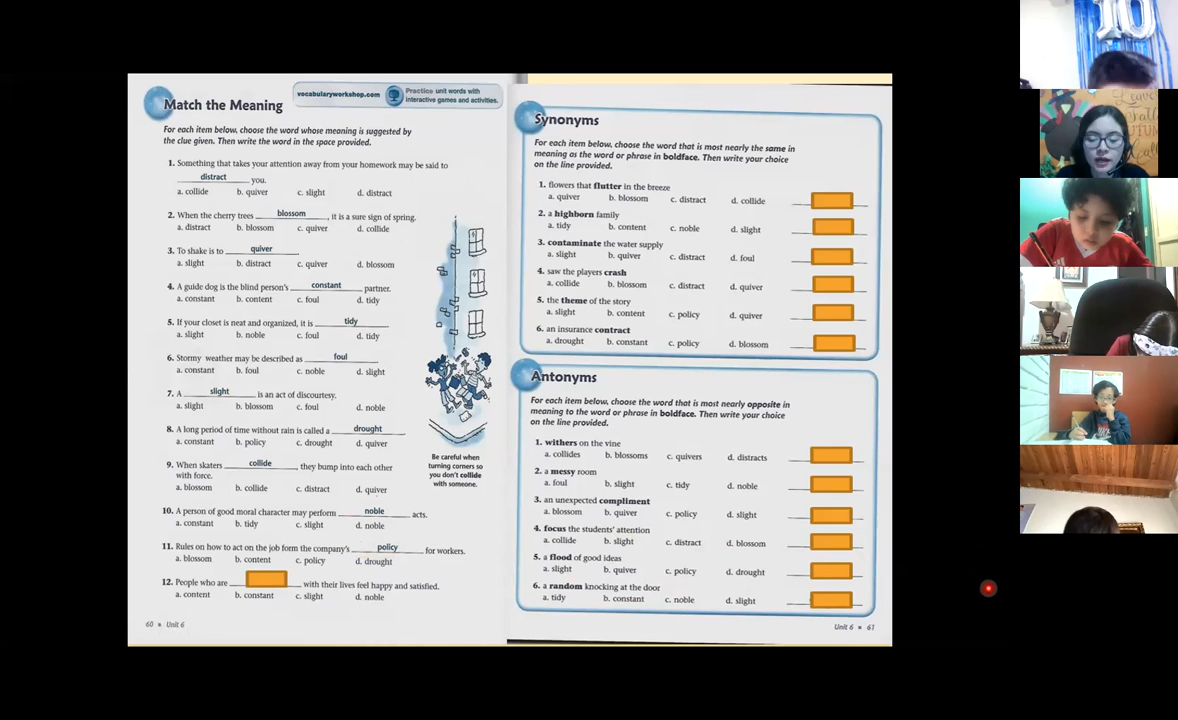 Match the Meaning
vocabularyworkshop.com
Practice unit words with
interactive games and activities.
For each item below, choose the word whose meaning is suggested by
the clue given. Then write the word in the space provided.
1. Something that takes your attention away from your homework may be said to
distract you.
a. collide b. quiver c. slight d. distract
2. When the cherry trees blossom, it is a sure sign of spring.
a. distract b. blossom c. quiver d. collide
3. To shake is to quiver.
a. slight b. distract c. quiver d. blossom
4. A guide dog is the blind person's constant partner.
a. constant b. content c. foul d. tidy
5. If your closet is neat and organized, it is tidy
a. slight b. noble c. foul d. tidy
6. Stormy weather may be described as foul
a. constant b. foul c. noble d. slight
7. A slight is an act of discourtesy.
a. slight b. blossom c. foul d. noble
8. A long period of time without rain is called a drought
a. constant b. policy c. drought d. quiver
9. When skaters collide, they bump into each other
with force.
a. blossom b. collide c. distract d. quiver
10. A person of good moral character may perform noble acts.
a. constant b. tidy c. slight d. noble
11. Rules on how to act on the job form the company's policy for workers.
a. blossom b. content c. policy d. drought
12. People who are with their lives feel happy and satisfied.
a. content b. constant c. slight d. noble
Be careful when
turning corners so
you don't collide
with someone.
60 • Unit 6
Synonyms
For each item below, choose the word that is most nearly the same in
meaning as the word or phrase in boldface. Then write your choice
on the line provided.
1. flowers that flutter in the breeze
a. quiver b. blossom c. distract d. collide
2. a highborn family
a. tidy b. content c. noble d. slight
3. contaminate the water supply
a. slight b. quiver c. distract d. foul
4. saw the players crash
a. collide b. blossom c. distract d. quiver
5. the theme of the story
a. slight b. content c. policy d. quiver
6. an insurance contract
a. drought b. constant c. policy d. blossom
Antonyms
For each item below, choose the word that is most nearly opposite in
meaning to the word or phrase in boldface. Then write your choice
on the line provided.
1. withers on the vine
a. collides b. blossoms c. quivers d. distracts
2. a messy room
a. foul b. slight c. tidy d. noble
3. an unexpected compliment
a. blossom b. quiver c. policy d. slight
4. focus the students' attention
a. collide b. slight c. distract d. blossom
5. a flood of good ideas
a. slight b. quiver c. policy d. drought
6. a random knocking at the door
a. tidy b. constant c. noble d. slight
Unit 6 • 61
10